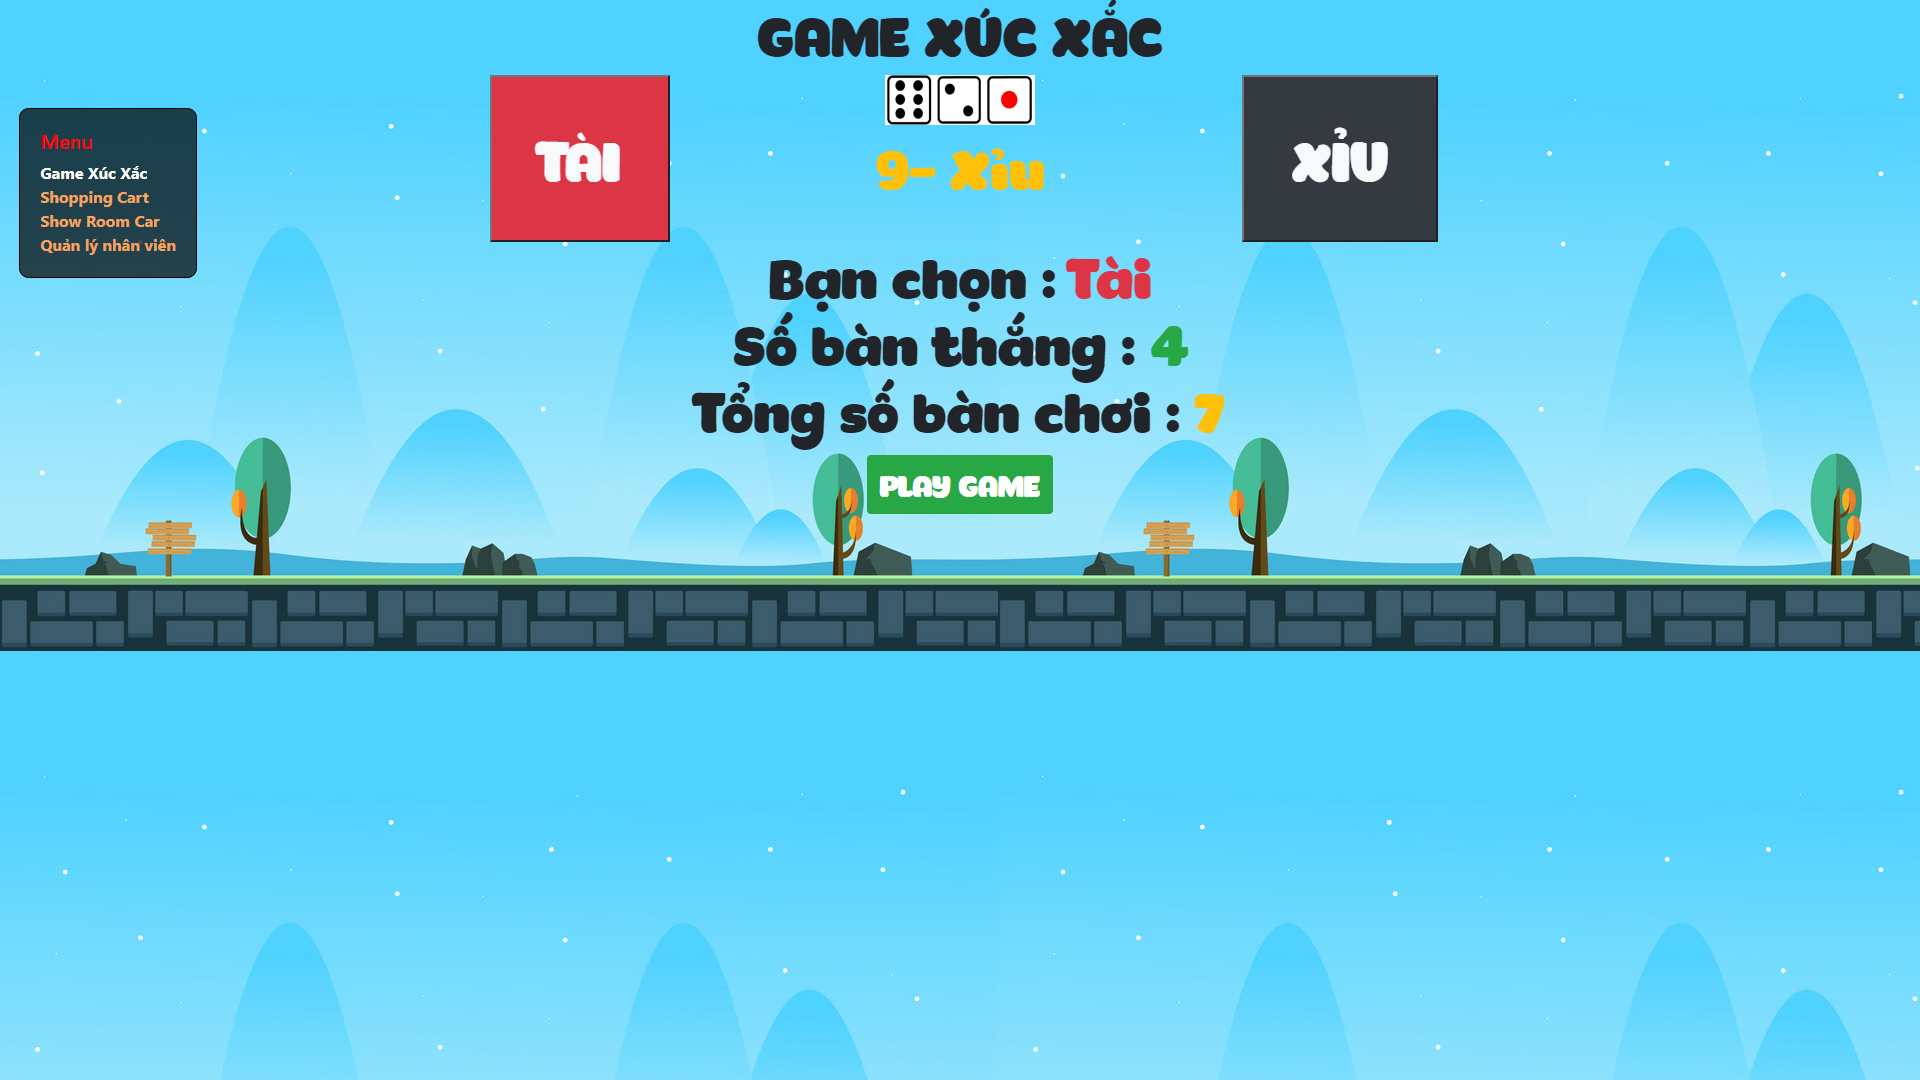 GAME XÚC XẮC
Menu
Game Xúc Xắc
Shopping Cart
Show Room Car
Quản lý nhân viên
TÀI
9- Xỉu
XỈU
Bạn chọn : Tài
Số bàn thắng : 4
Tổng số bàn chơi : 7
PLAY GAME